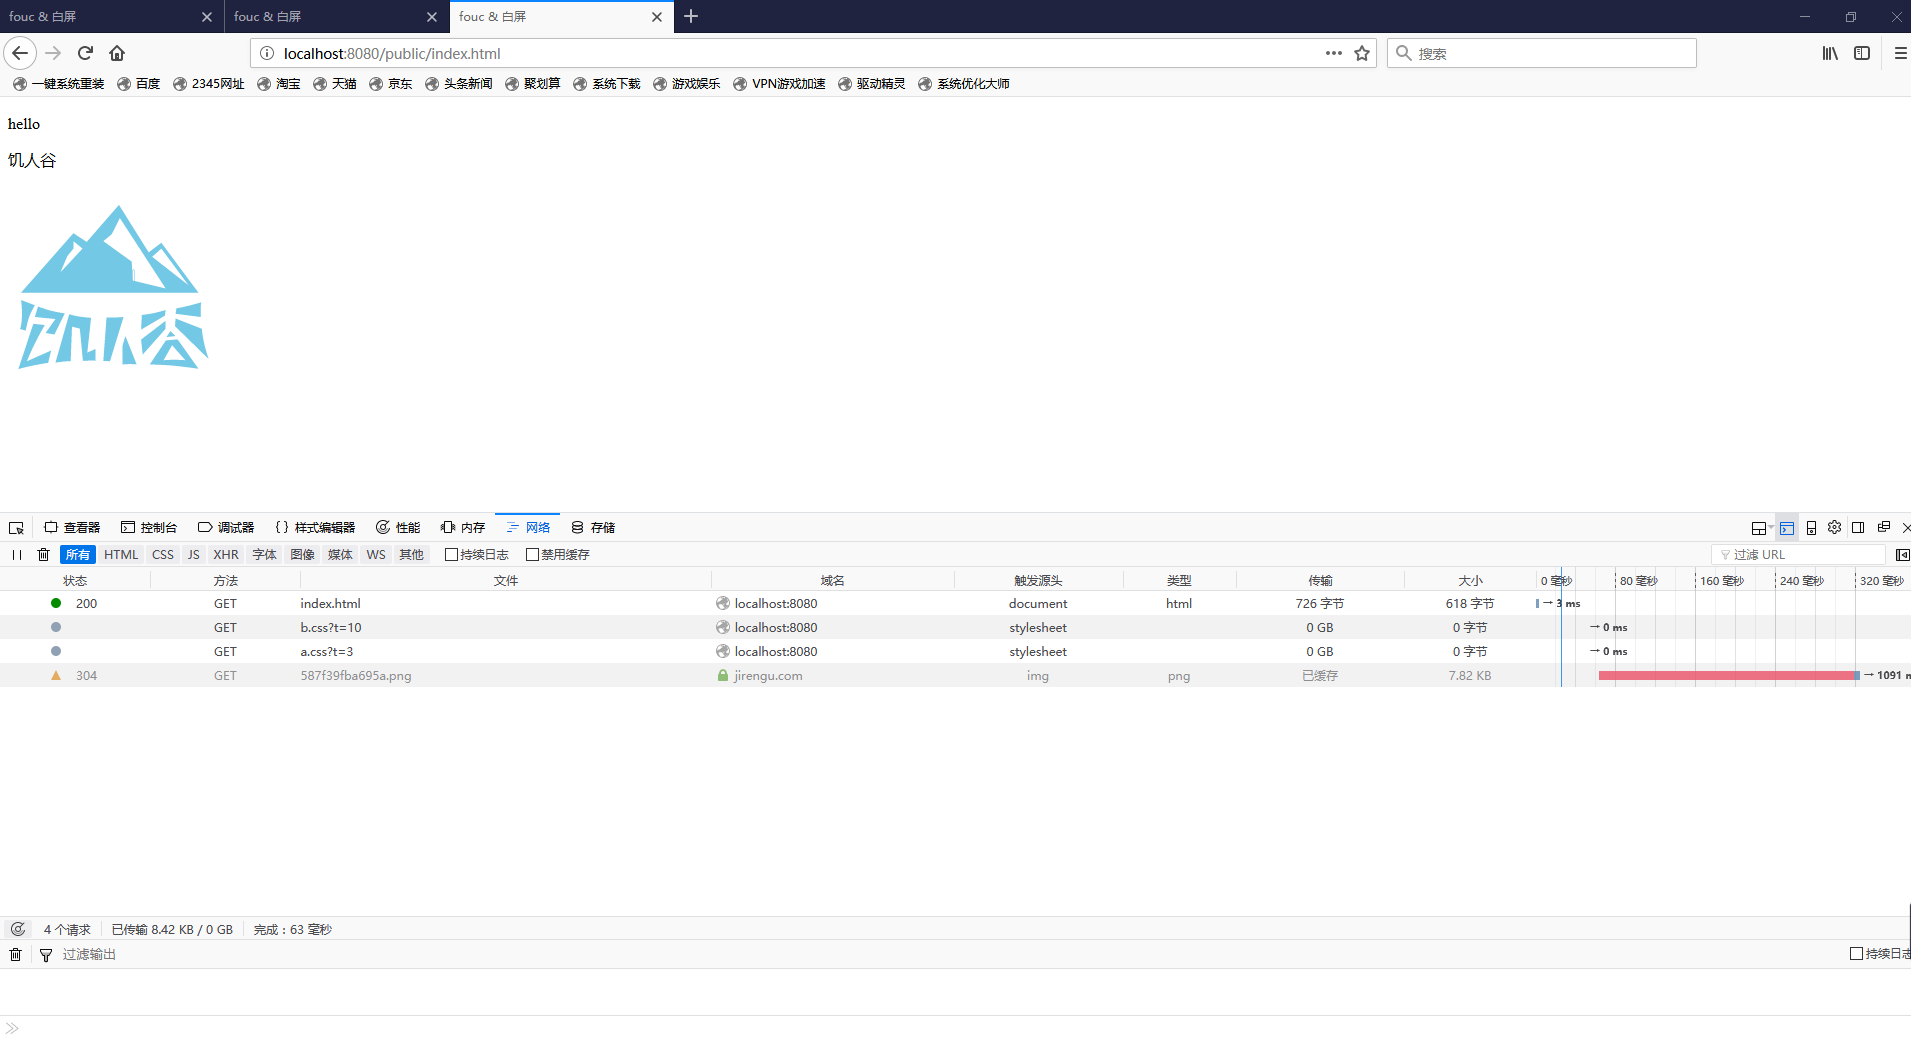 fouc & 白屏 fouc & 白屏 fouc & 白屏
localhost:8080/public/index.html 搜索
一键系统重装 百度 2345网址 淘宝 天猫 京东 头条新闻 聚划算 系统下载 游戏娱乐 VPN游戏加速 驱动精灵 系统优化大师
hello
饥人谷
饥人谷
查看器 控制台 调试器 {} 样式编辑器 性能 内存 网络 存储
所有 HTML CSS JS XHR 字体 图像 媒体 WS 其他 持续日志 禁用缓存 过滤 URL
状态 方法 文件 域名 触发源头 类型 传输 大小 0 毫秒 80 毫秒 160 毫秒 240 毫秒 320 毫秒
200 GET index.html localhost:8080 document html 726 字节 618 字节 → 3 ms
GET b.css?t=10 localhost:8080 stylesheet 0 GB 0 字节 → 0 ms
GET a.css?t=3 localhost:8080 stylesheet 0 GB 0 字节 → 0 ms
304 GET 587f39fba695a.png jirengu.com img png 已缓存 7.82 KB → 1091 m
4 个请求 已传输 8.42 KB / 0 GB 完成：63 毫秒
过滤输出 持续日志